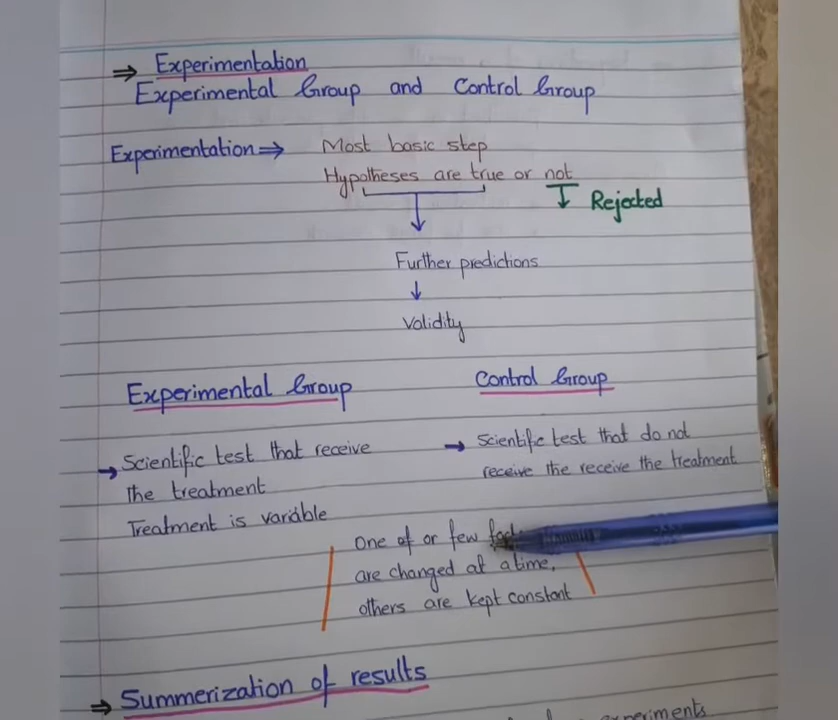 ⇒ Experimentation
Experimental Group and Control Group
Experimentation ⇒ Most basic step
Hypotheses are true or not
↓ Rejected
↓
Further predictions
↓
Validity
Experimental Group
→ Scientific test that receive
the treatment
Treatment is variable
Control Group
→ Scientific test that do not
receive the receive the treatment
One of or few
are changed at a time,
others are kept constant
⇒ Summerization of results
experiments